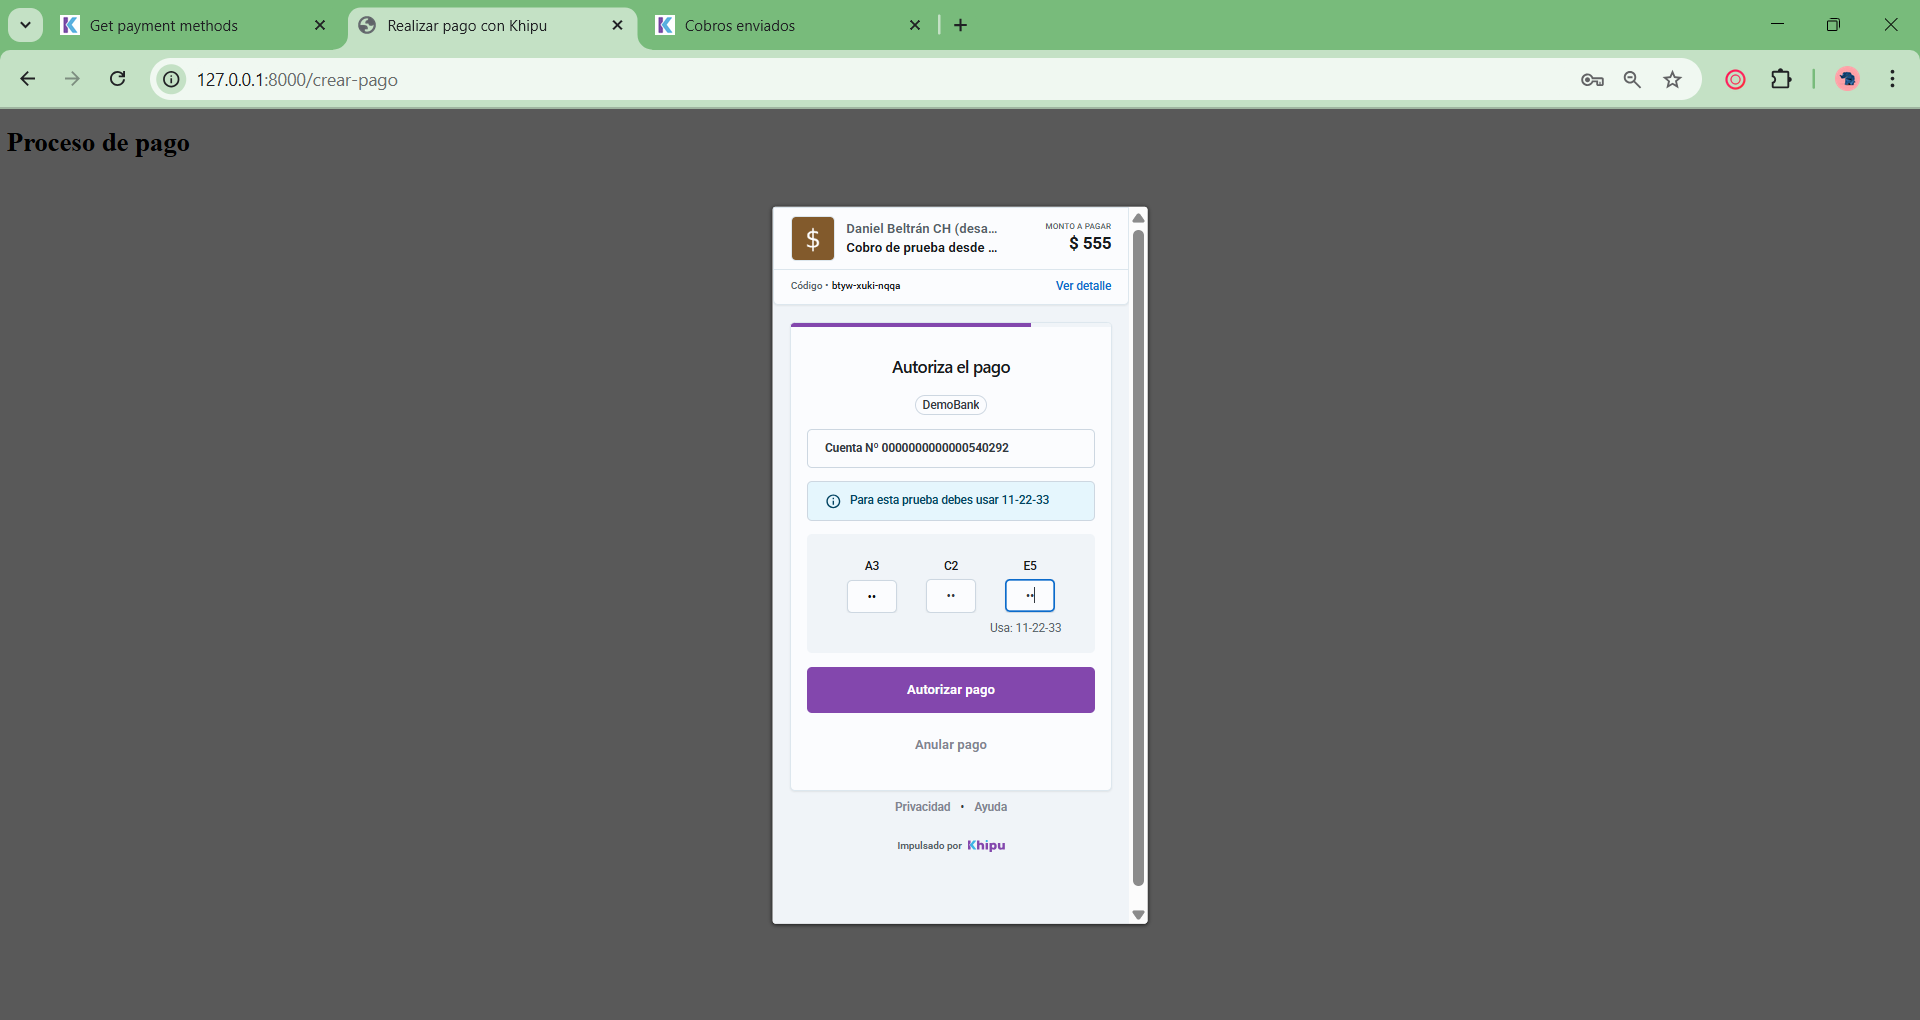 Get payment methods
Realizar pago con Khipu
Cobros enviados
127.0.0.1:8000/crear-pago
Proceso de pago
$
Daniel Beltrán CH (desa...
Cobro de prueba desde ...
MONTO A PAGAR
$ 555
Código • btyw-xuki-nqqa
Ver detalle
Autoriza el pago
DemoBank
Cuenta Nº 0000000000000540292
Para esta prueba debes usar 11-22-33
A3 C2 E5
•• •• ••
Usa: 11-22-33
Autorizar pago
Anular pago
Privacidad • Ayuda
Impulsado por Khipu